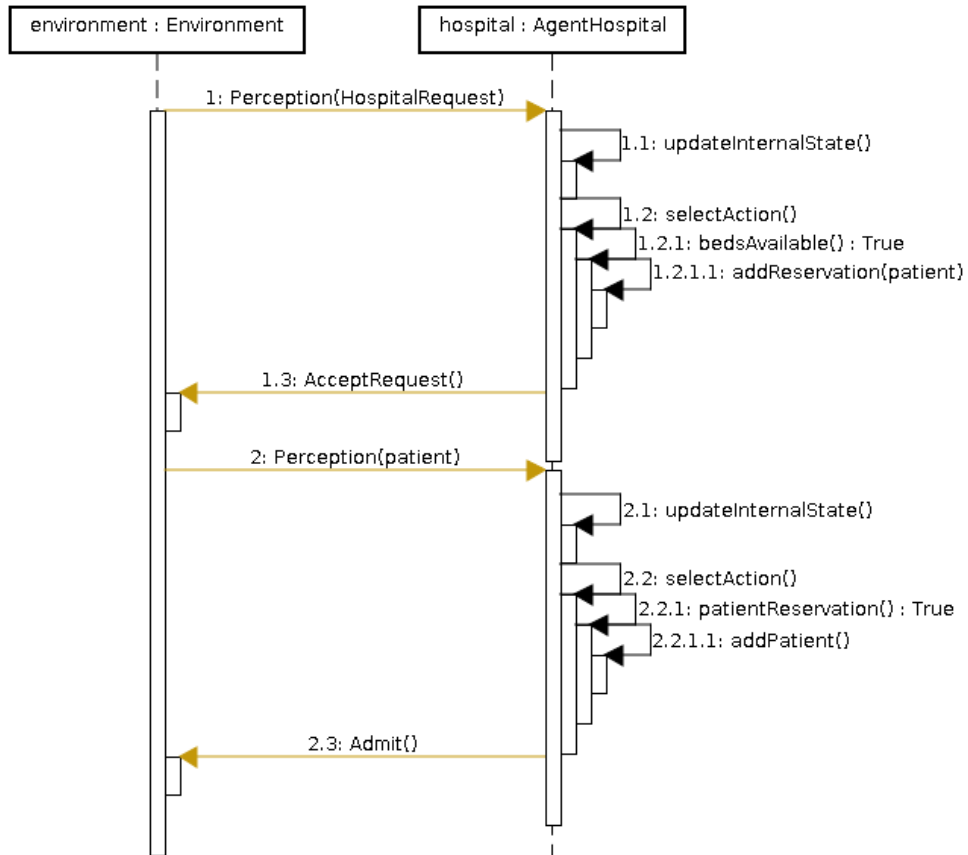 environment : Environment
hospital : AgentHospital
1: Perception(HospitalRequest)
1.1: updateInternalState()
1.2: selectAction()
1.2.1: bedsAvailable() : True
1.2.1.1: addReservation(patient)
1.3: AcceptRequest()
2: Perception(patient)
2.1: updateInternalState()
2.2: selectAction()
2.2.1: patientReservation() : True
2.2.1.1: addPatient()
2.3: Admit()